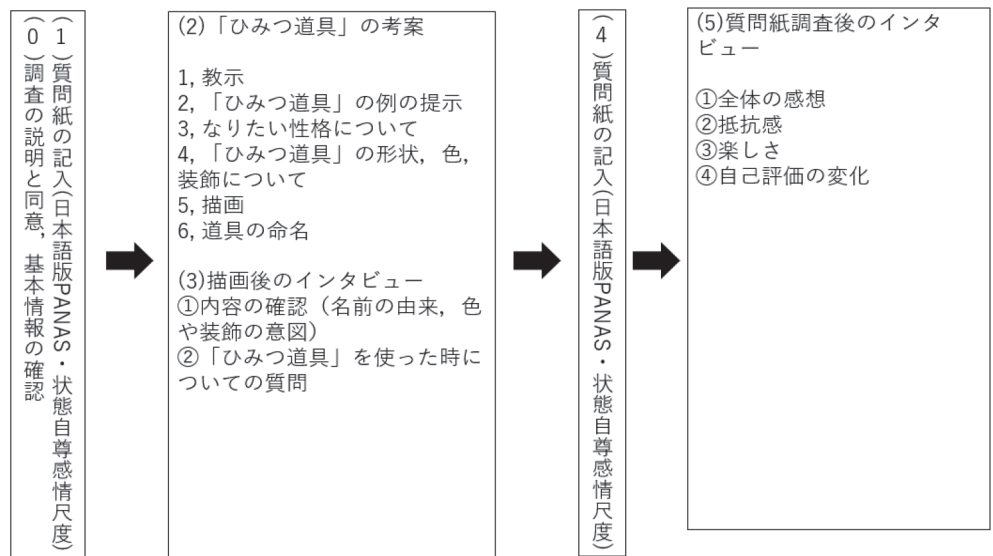 (0)調査の説明と同意，基本情報の確認
(1)質問紙の記入(日本語版PANAS・状態自尊感情尺度)
(2)「ひみつ道具」の考案
1, 教示
2, 「ひみつ道具」の例の提示
3, なりたい性格について
4, 「ひみつ道具」の形状，色，
装飾について
5, 描画
6, 道具の命名
(3)描画後のインタビュー
①内容の確認（名前の由来，色
や装飾の意図）
②「ひみつ道具」を使った時に
ついての質問
(4)質問紙の記入(日本語版PANAS・状態自尊感情尺度)
(5)質問紙調査後のインタ
ビュー
①全体の感想
②抵抗感
③楽しさ
④自己評価の変化